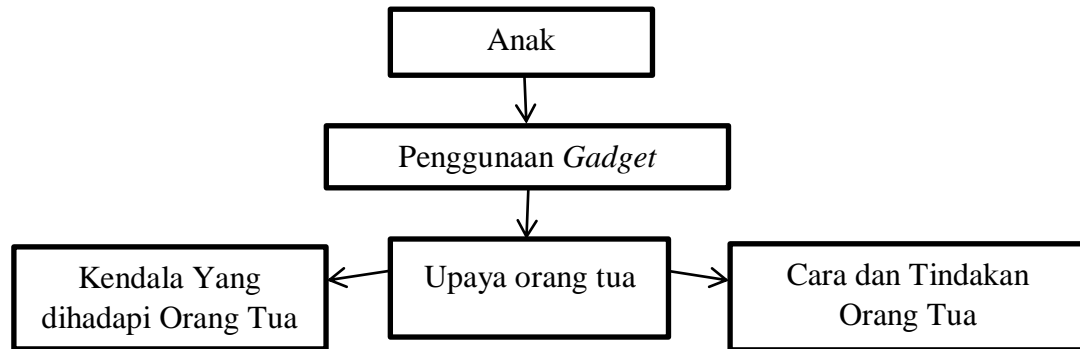 Anak
Penggunaan Gadget
Kendala Yang
dihadapi Orang Tua
Upaya orang tua
Cara dan Tindakan
Orang Tua